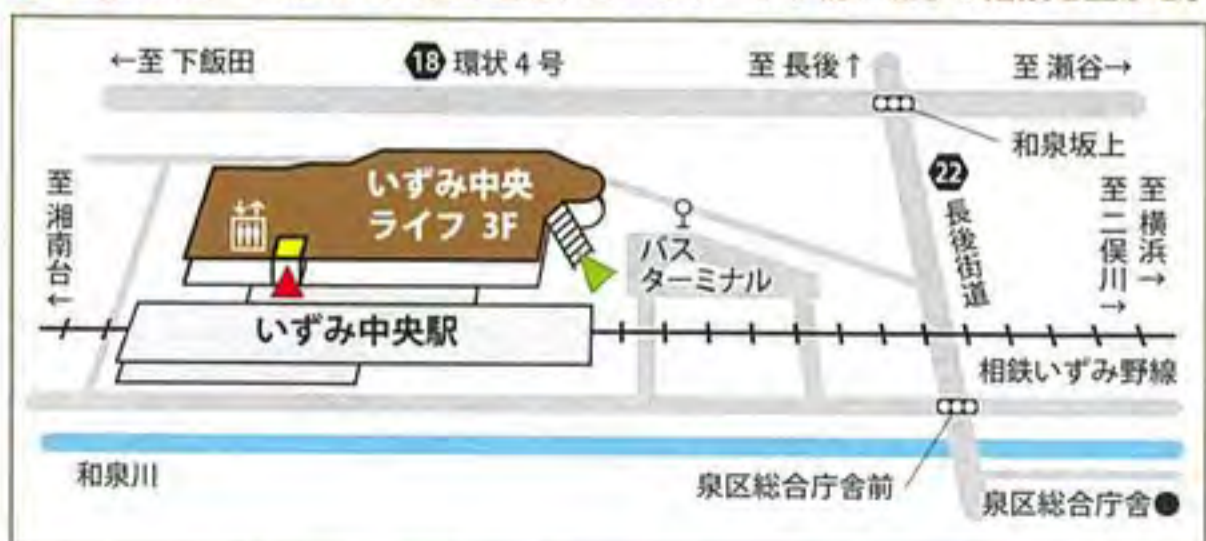 ←至 下飯田
18 環状4号
至 長後↑
至 瀬谷→
和泉坂上
22
長後街道
至 湘南台←
至 横浜→
至 二俣川→
いずみ中央
ライフ 3F
バス
ターミナル
いずみ中央駅
相鉄いずみ野線
和泉川
泉区総合庁舎前
泉区総合庁舎●